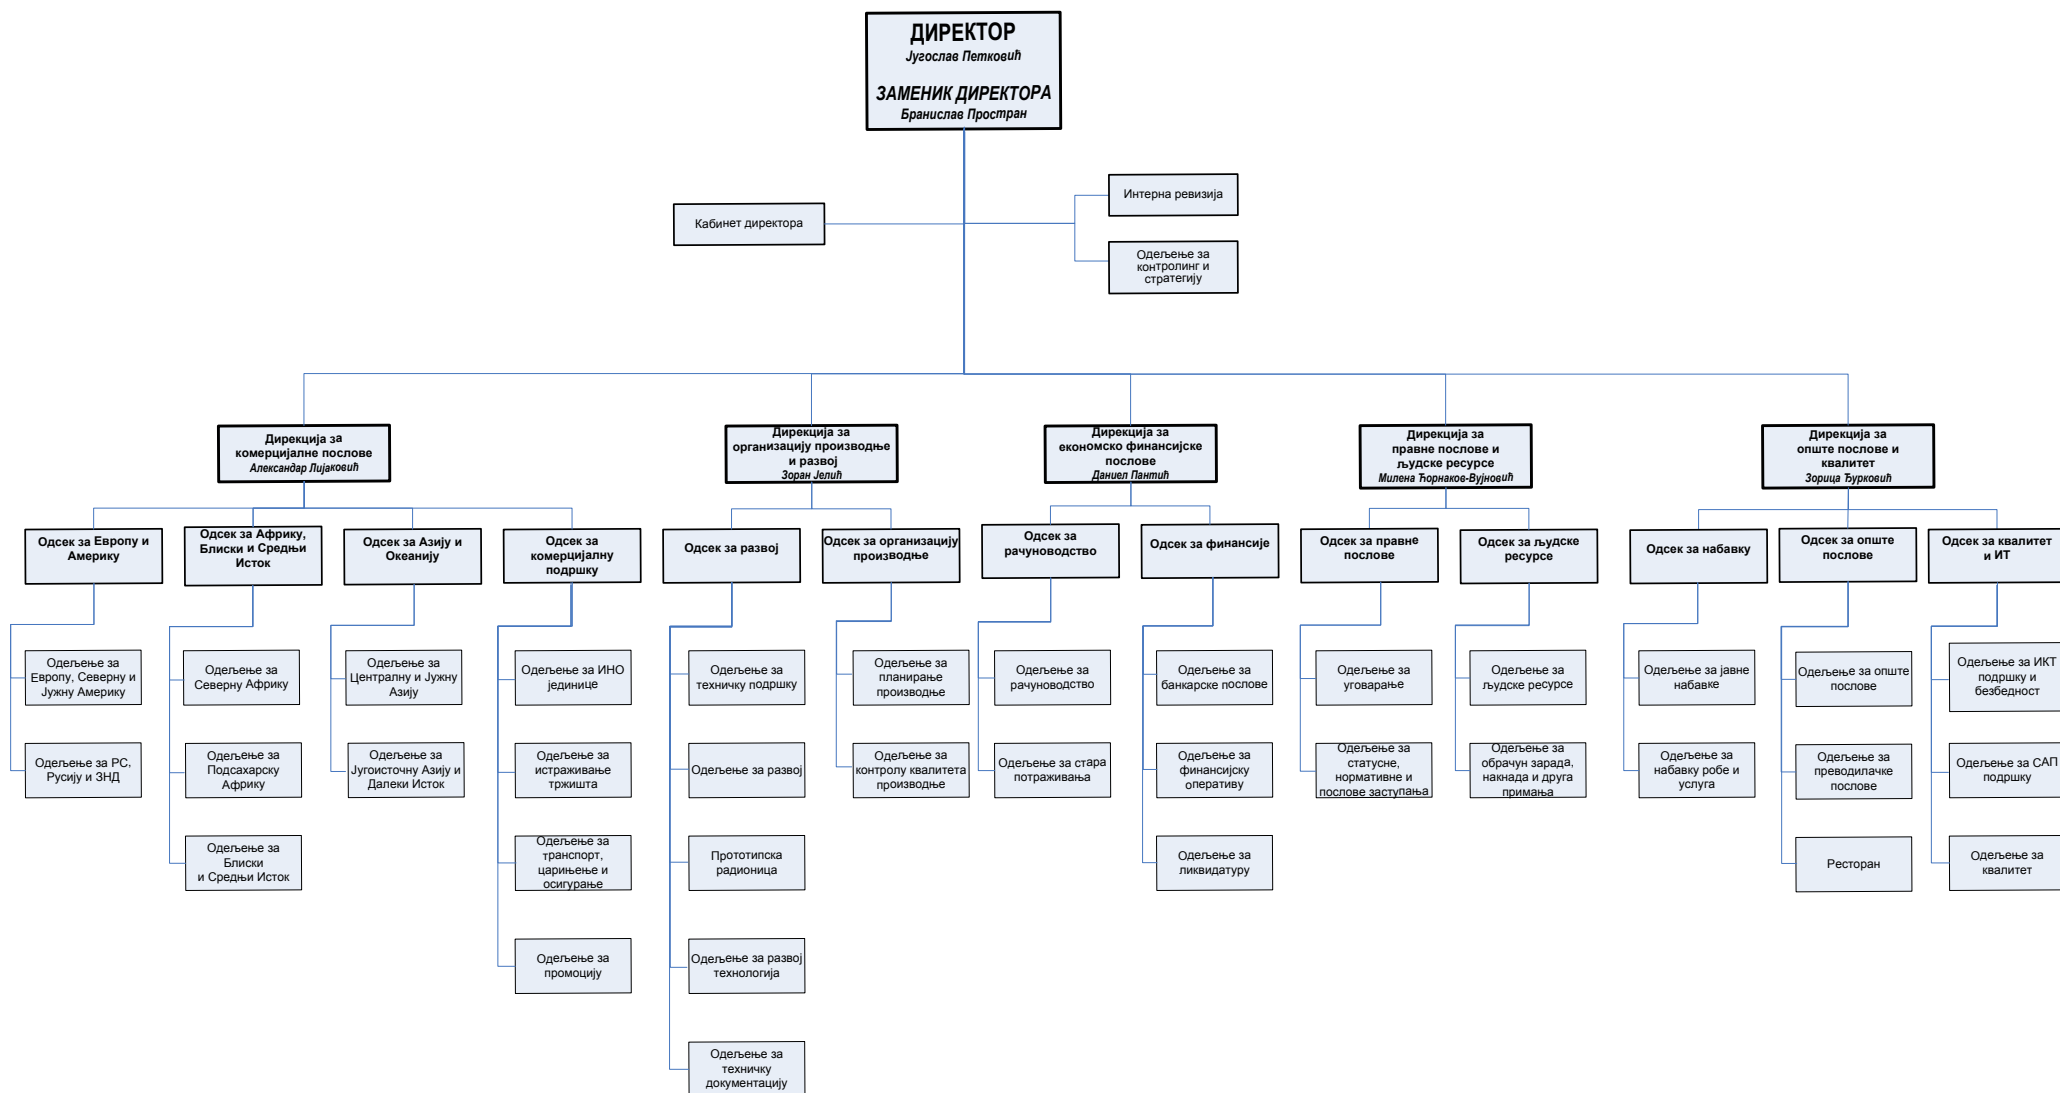 ДИРЕКТОР
Југослав Петковић
ЗАМЕНИК ДИРЕКТОРА
Бранислав Простран
Кабинет директора
Интерна ревизија
Одељење за
контролинг и
стратегију
Дирекција за
комерцијалне послове
Александар Лијаковић
Дирекција за
организацију производње
и развој
Зоран Јелић
Дирекција за
економско финансијске
послове
Даниел Пантић
Дирекција за
правне послове и
људске ресурсе
Милена Ћорнаков-Вујновић
Дирекција за
опште послове и
квалитет
Зорица Ђурковић
Одсек за Европу и
Америку
Одсек за Африку,
Блиски и Средњи
Исток
Одсек за Азију и
Океанију
Одсек за
комерцијалну
подршку
Одсек за развој
Одсек за организацију
производње
Одсек за
рачуноводство
Одсек за финансије
Одсек за правне
послове
Одсек за људске
ресурсе
Одсек за набавку
Одсек за опште
послове
Одсек за квалитет
и ИТ
Одељење за
Европу, Северну и
Јужну Америку
Одељење за
Северну Африку
Одељење за
Централну и Јужну
Азију
Одељење за ИНО
јединице
Одељење за
техничку подршку
Одељење за
планирање
производње
Одељење за
рачуноводство
Одељење за
банкарске послове
Одељење за
уговарање
Одељење за
људске ресурсе
Одељење за јавне
набавке
Одељење за опште
послове
Одељење за ИКТ
подршку и
безбедност
Одељење за РС,
Русију и ЗНД
Одељење за
Подсахарску
Африку
Одељење за
Југоисточну Азију и
Далеки Исток
Одељење за
истраживање
тржишта
Одељење за развој
Одељење за
контролу квалитета
производње
Одељење за стара
потраживања
Одељење за
финансијску
оперативу
Одељење за
статусне,
нормативне и
послове заступања
Одељење за
обрачун зарада,
накнада и друга
примања
Одељење за
набавку робе и
услуга
Одељење за
преводилачке
послове
Одељење за САП
подршку
Одељење за
Блиски
и Средњи Исток
Одељење за
транспорт,
царињење и
осигурање
Прототипска
радионица
Одељење за
ликвидатуру
Ресторан
Одељење за
квалитет
Одељење за
промоцију
Одељење за развој
технологија
Одељење за
техничку
документацију